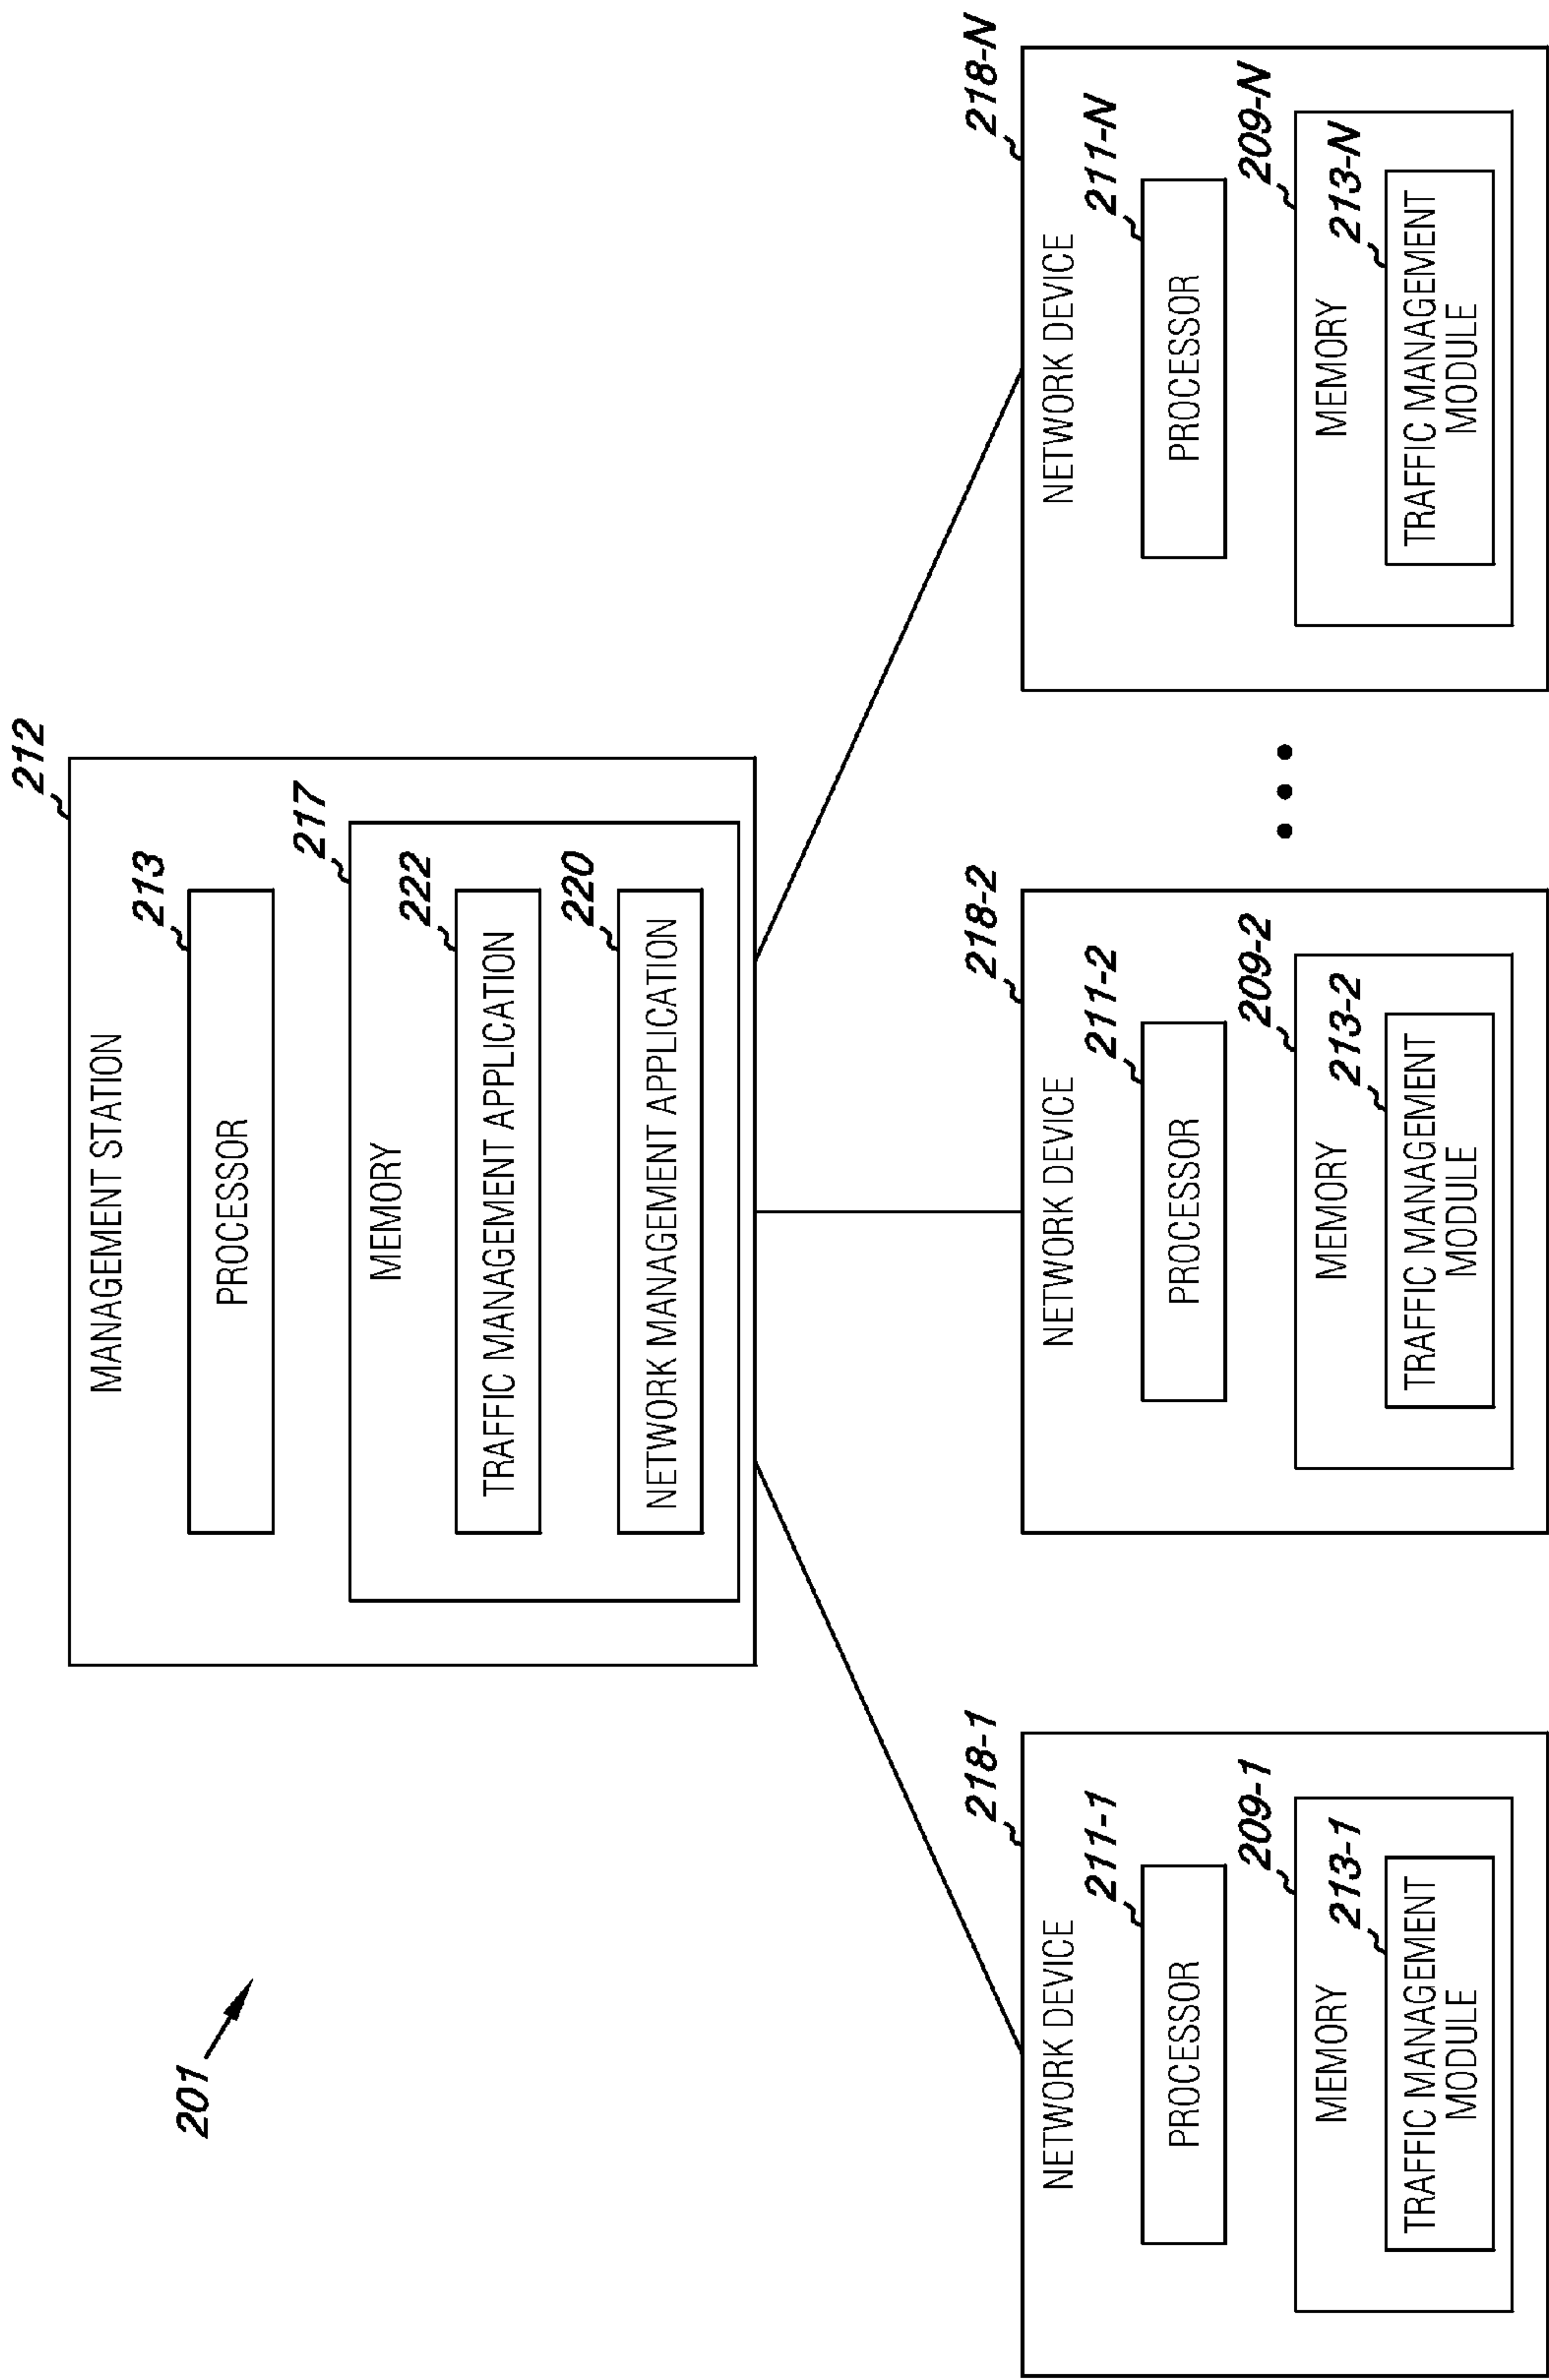 201
212
MANAGEMENT STATION
213
PROCESSOR
217
MEMORY
222
TRAFFIC MANAGEMENT APPLICATION
220
NETWORK MANAGEMENT APPLICATION
218-1
NETWORK DEVICE
211-1
PROCESSOR
209-1
MEMORY
213-1
TRAFFIC MANAGEMENT
MODULE
218-2
NETWORK DEVICE
211-2
PROCESSOR
209-2
MEMORY
213-2
TRAFFIC MANAGEMENT
MODULE
218-N
NETWORK DEVICE
211-N
PROCESSOR
209-N
MEMORY
213-N
TRAFFIC MANAGEMENT
MODULE